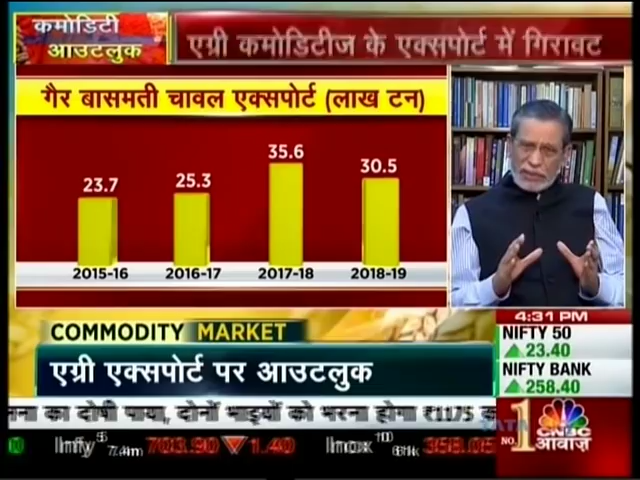 कमोडिटी
आउटलुक
एग्री कमोडिटीज के एक्सपोर्ट में गिरावट
गैर बासमती चावल एक्सपोर्ट (लाख टन)
23.7
25.3
35.6
30.5
2015-16
2016-17
2017-18
2018-19
4:31 PM
NIFTY 50
▲ 23.40
NIFTY BANK
▲ 258.40
COMMODITY MARKET
एग्री एक्सपोर्ट पर आउटलुक
का दोषी पाया, दोनों भाइयों को भरना होगा
NO. 1 CNBC
आवाज़
Infy 703.90 ▼ 1.40 Inox 358.05